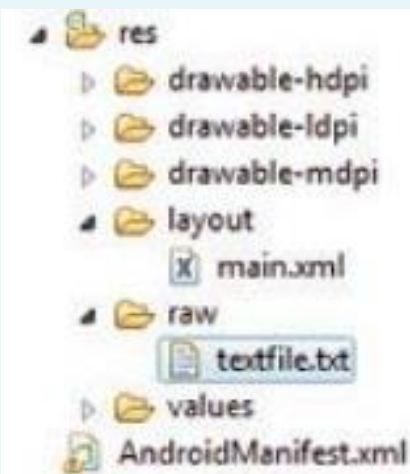 res
drawable-hdpi
drawable-ldpi
drawable-mdpi
layout
main.xml
raw
textfile.txt
values
AndroidManifest.xml